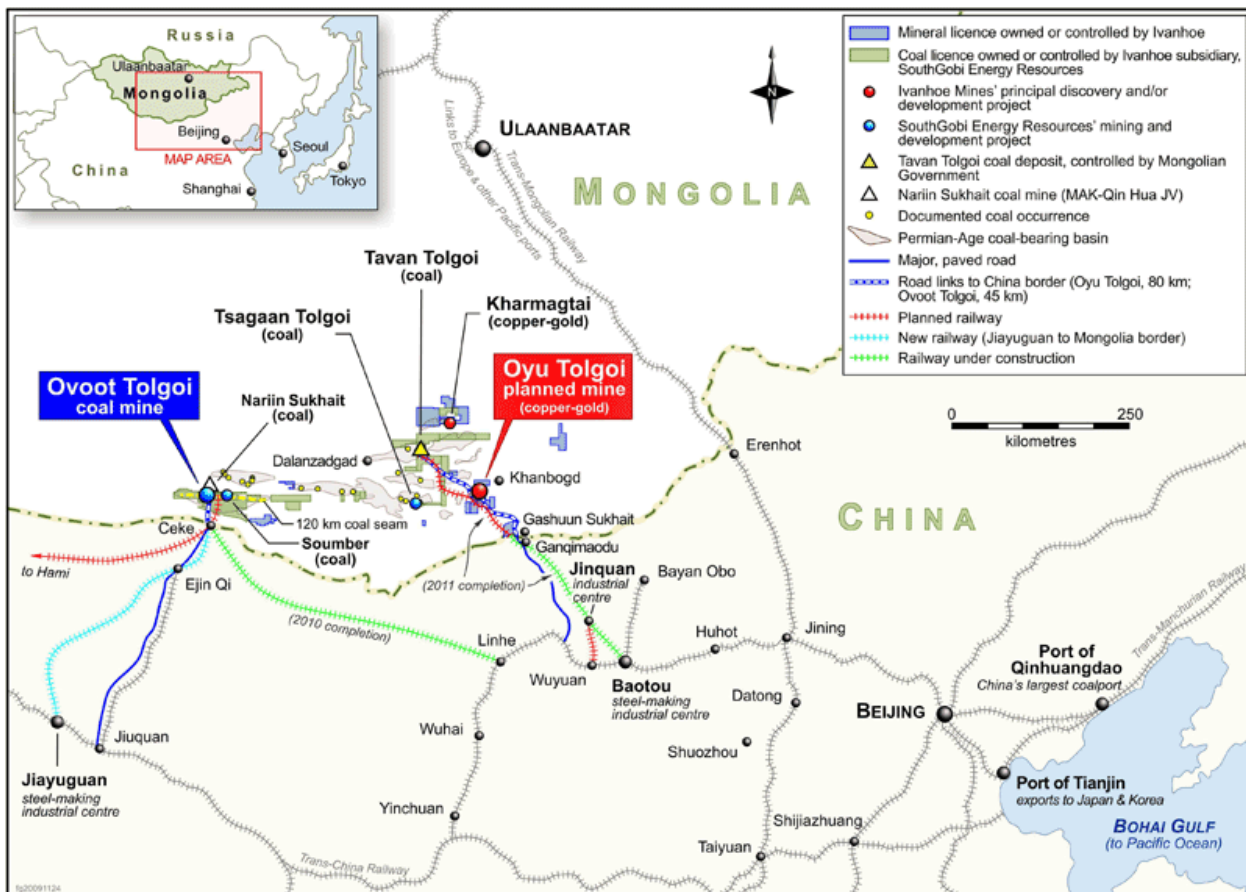 Russia
Ulaanbaatar
Mongolia
Beijing
Seoul
MAP AREA
China
Shanghai
Tokyo
N
Mineral licence owned or controlled by Ivanhoe
Coal licence owned or controlled by Ivanhoe subsidiary,
SouthGobi Energy Resources
Ivanhoe Mines' principal discovery and/or
development project
SouthGobi Energy Resources' mining and
development project
Tavan Tolgoi coal deposit, controlled by Mongolian
Government
Nariin Sukhait coal mine (MAK-Qin Hua JV)
Documented coal occurrence
Permian-Age coal-bearing basin
Major, paved road
Road links to China border (Oyu Tolgoi, 80 km;
Ovoot Tolgoi, 45 km)
Planned railway
New railway (Jiayuguan to Mongolia border)
Railway under construction
0 250
kilometres
ULAANBAATAR
Links to Europe & other Pacific ports
Trans-Mongolian Railway
MONGOLIA
Tavan Tolgoi
(coal)
Kharmagtai
(copper-gold)
Tsagaan Tolgoi
(coal)
Oyu Tolgoi
planned mine
(copper-gold)
Ovoot Tolgoi
coal mine
Nariin Sukhait
(coal)
Dalanzadgad
Khanbogd
Erenhot
120 km coal seam
Ceke
Soumber
(coal)
Gashuun Sukhait
Ganqimaodu
CHINA
to Hami
Ejin Qi
(2011 completion)
Jinquan
industrial
centre
Bayan Obo
(2010 completion)
Linhe
Huhot
Jining
Trans-Manchurian Railway
Port of
Qinhuangdao
China's largest coalport
Wuyuan
Baotou
steel-making
industrial centre
Datong
BEIJING
Wuhai
Shuozhou
Jiuquan
Jiayuguan
steel-making
industrial centre
Port of Tianjin
exports to Japan & Korea
Yinchuan
Shijiazhuang
BOHAI GULF
(to Pacific Ocean)
Taiyuan
Trans-China Railway
fg20091124